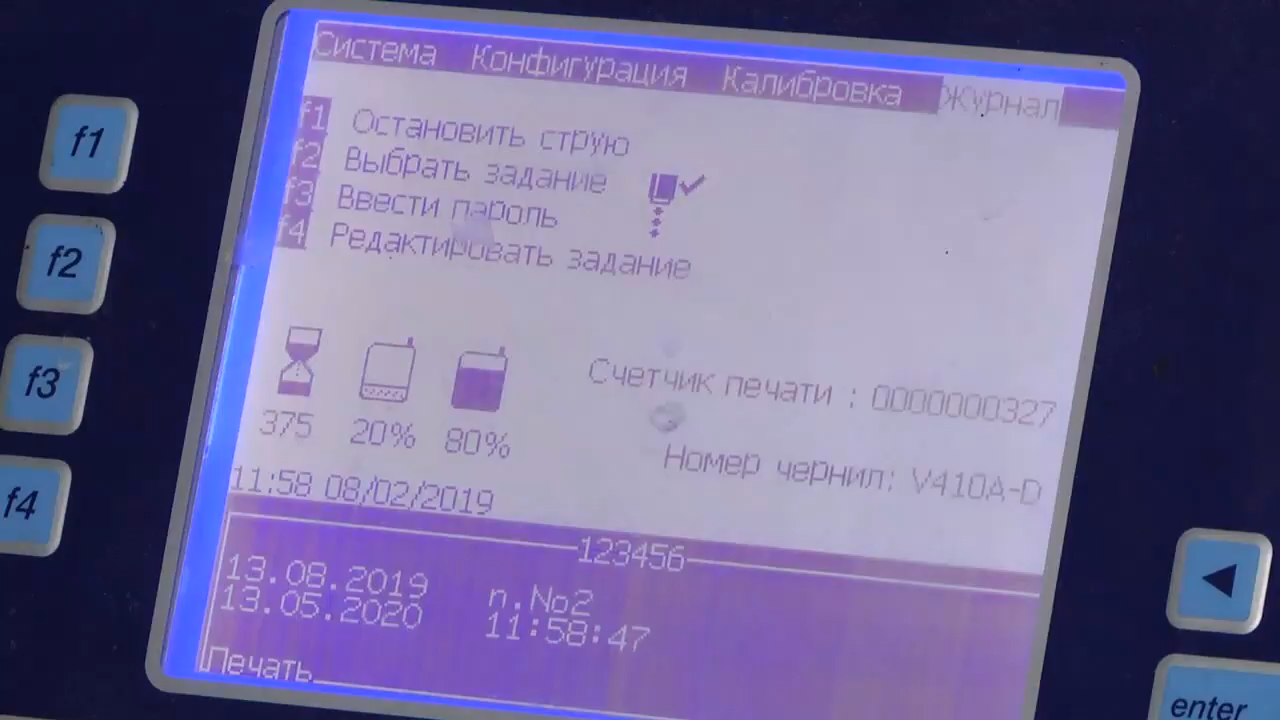 Система Конфигурация Калибровка Журнал
f1 Остановить струю
f2 Выбрать задание
f3 Ввести пароль
f4 Редактировать задание
375 20% 80%
Счетчик печати : 0000000327
Номер чернил: V410A-D
11:58 08/02/2019
123456
13.08.2019 п.No2
13.05.2020 11:58:47
Печать
f1
f2
f3
f4
enter